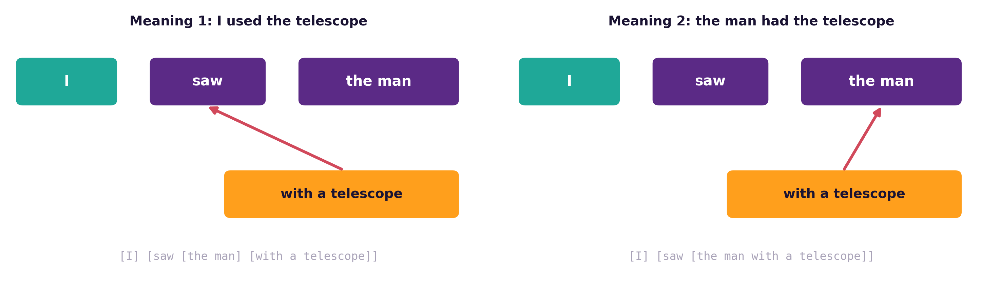 Meaning 1: I used the telescope
I
saw
the man
with a telescope
[I] [saw [the man] [with a telescope]]
Meaning 2: the man had the telescope
I
saw
the man
with a telescope
[I] [saw [the man with a telescope]]